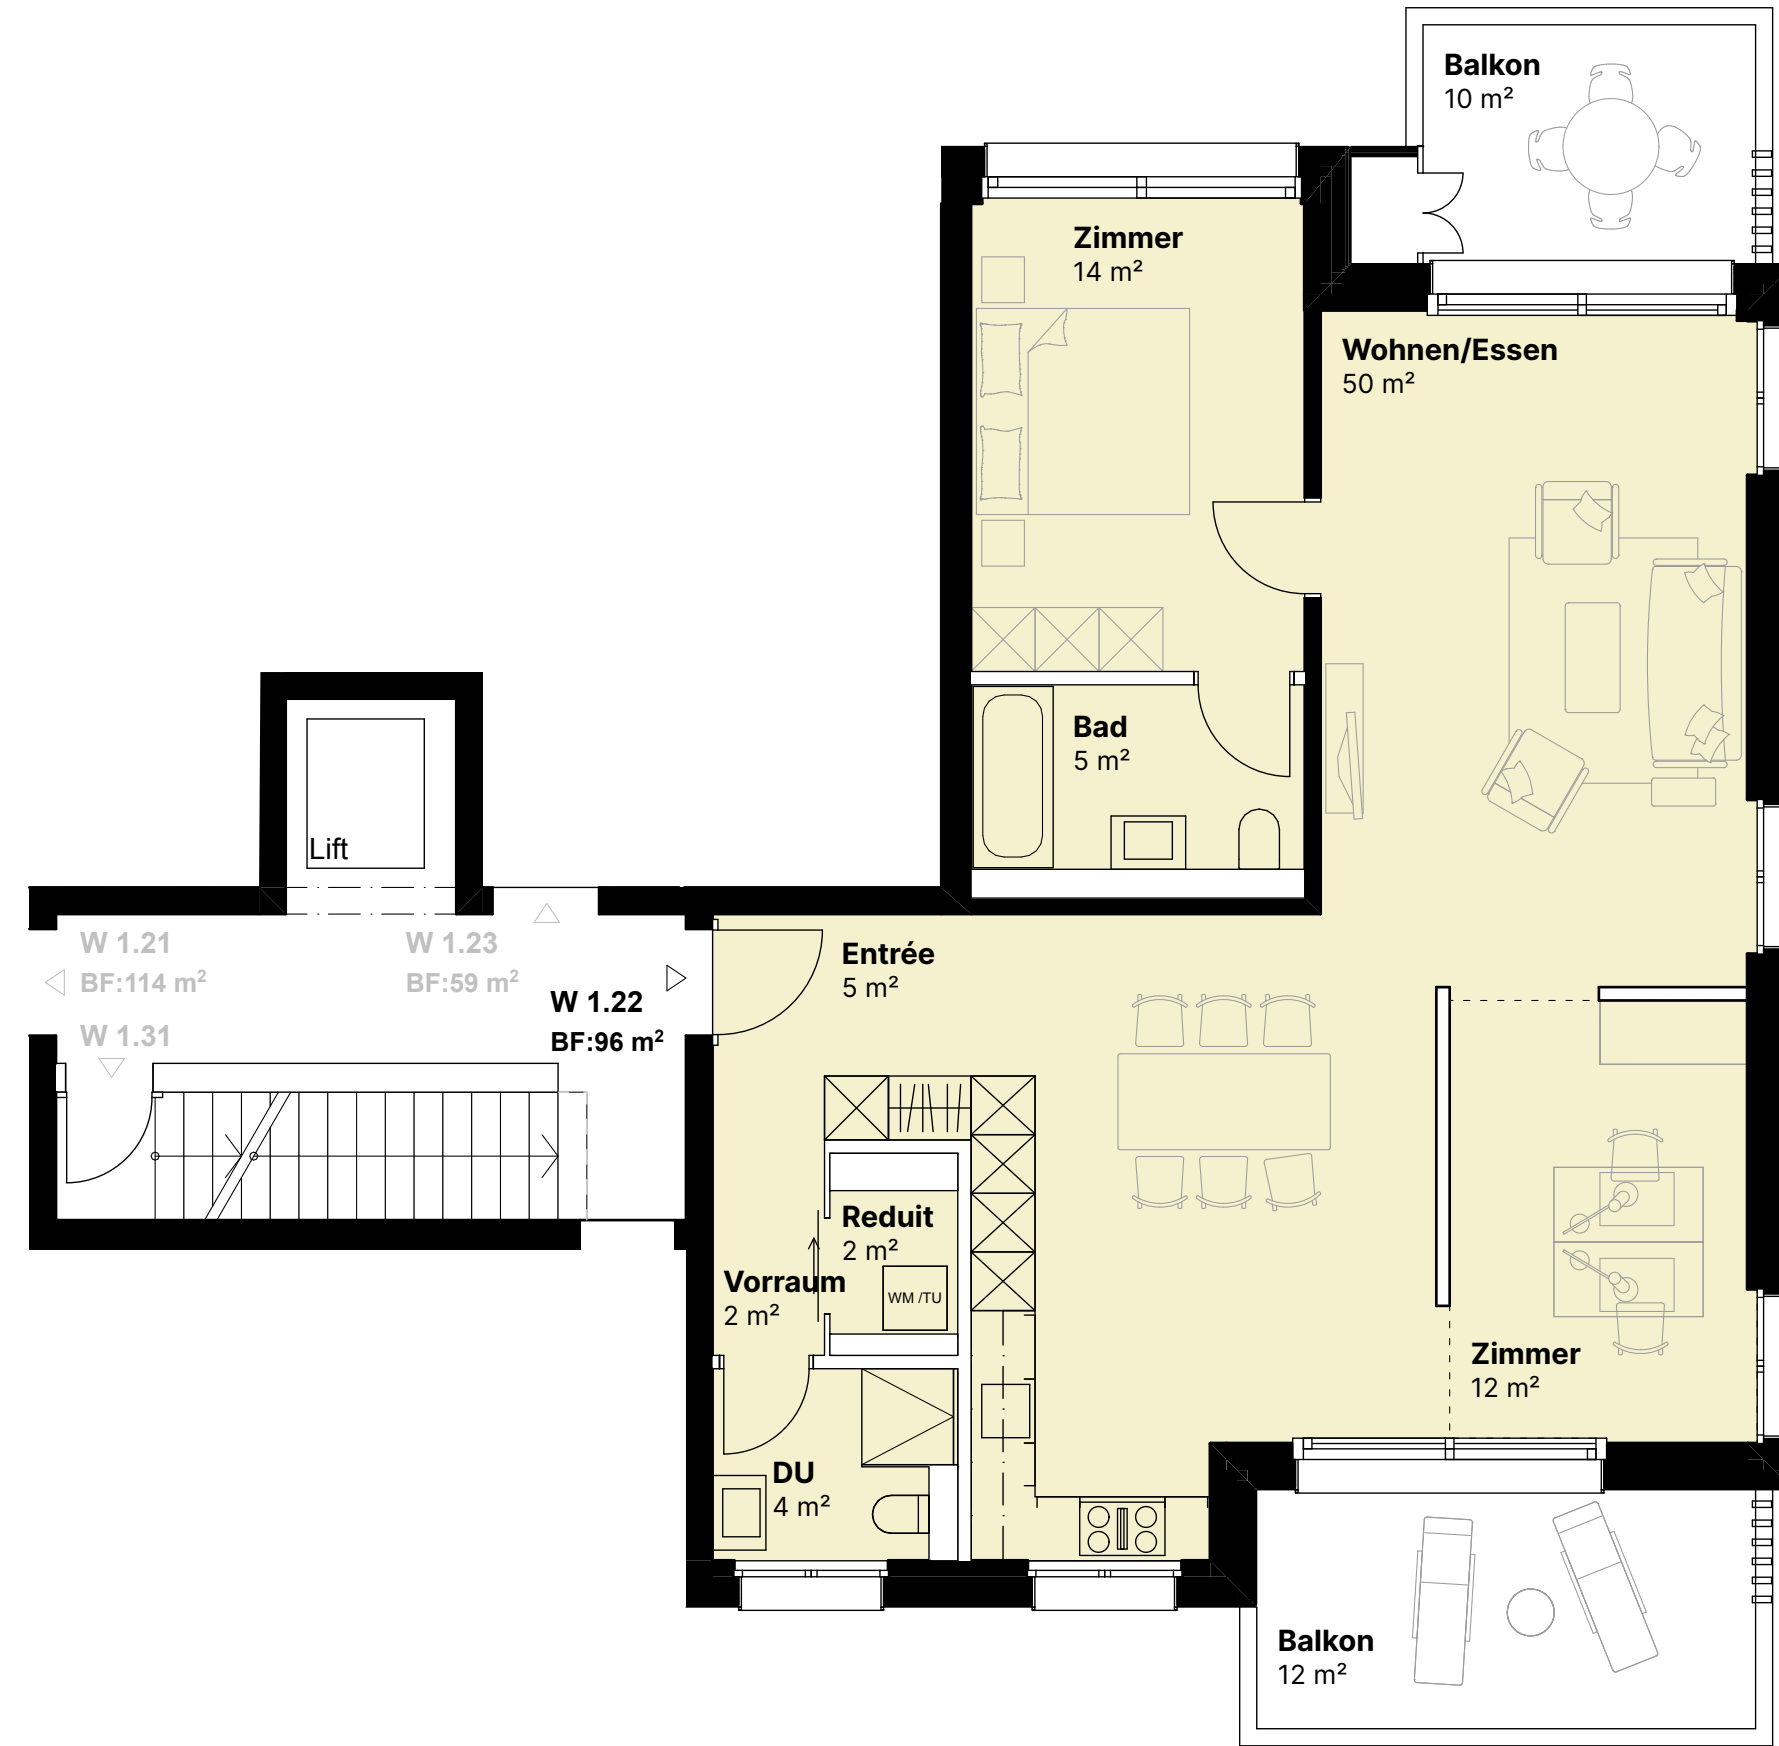 Balkon
10 m²
Zimmer
14 m²
Wohnen/Essen
50 m²
Bad
5 m²
Lift
W 1.21
BF:114 m²
W 1.31
W 1.23
BF:59 m²
W 1.22
BF:96 m²
Entrée
5 m²
Reduit
2 m²
Vorraum
2 m²
WM /TU
Zimmer
12 m²
DU
4 m²
Balkon
12 m²